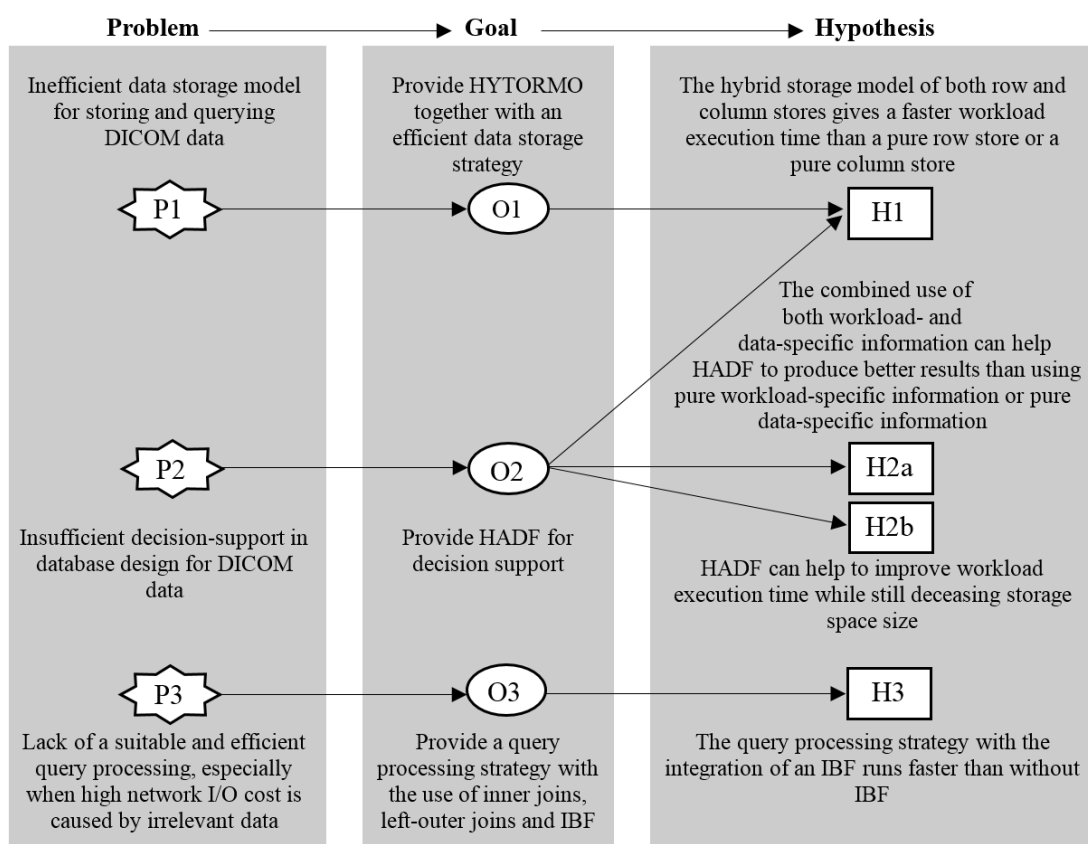 Problem
Goal
Hypothesis
Inefficient data storage model
for storing and querying
DICOM data
P1
Provide HYTORMO
together with an
efficient data storage
strategy
O1
The hybrid storage model of both row and
column stores gives a faster workload
execution time than a pure row store or a
pure column store
H1
The combined use of
both workload- and
data-specific information can help
HADF to produce better results than using
pure workload-specific information or pure
data-specific information
P2
O2
H2a
H2b
Insufficient decision-support in
database design for DICOM
data
Provide HADF for
decision support
HADF can help to improve workload
execution time while still deceasing storage
space size
P3
O3
H3
Lack of a suitable and efficient
query processing, especially
when high network I/O cost is
caused by irrelevant data
Provide a query
processing strategy with
the use of inner joins,
left-outer joins and IBF
The query processing strategy with the
integration of an IBF runs faster than without
IBF